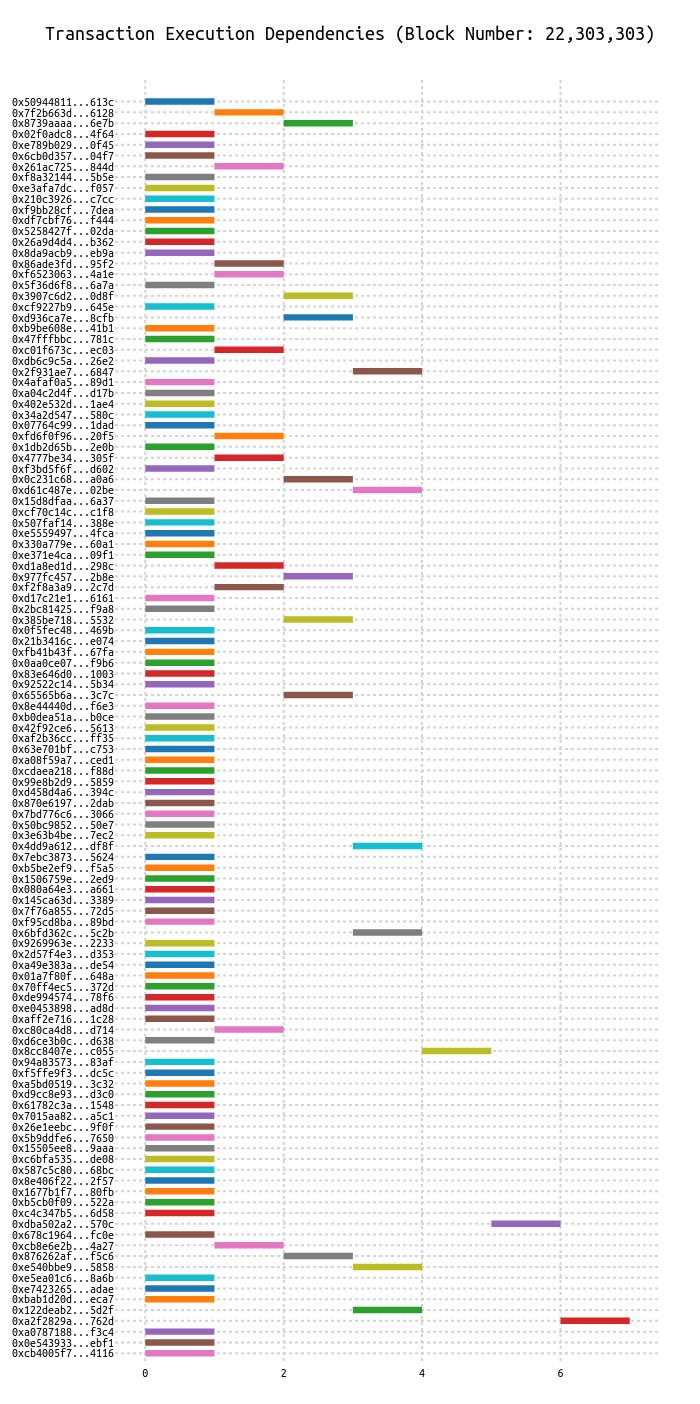 Transaction Execution Dependencies (Block Number: 22,303,303)
0x50944811...613c
0x7f2b663d...6128
0x8739aaaa...6e7b
0x02f0adc8...4f64
0xe789b029...0f45
0x6cb0d357...04f7
0x261ac725...844d
0xf8a32144...5b5e
0xe3afa7dc...f057
0x210c3926...c7cc
0xf9bb28cf...7dea
0xdf7cbf76...f444
0x5258427f...02da
0x26a9d4d4...b362
0x8da9acb9...eb9a
0x86ade3fd...95f2
0xf6523063...4a1e
0x5f36d6f8...6a7a
0x3907c6d2...0d8f
0xcf9227b9...645e
0xd936ca7e...8cfb
0xb9be608e...41b1
0x47fffbbc...781c
0xc01f673c...ec03
0xdb6c9c5a...26e2
0x2f931ae7...6847
0x4afaf0a5...89d1
0xa04c2d4f...d17b
0x402e532d...1ae4
0x34a2d547...580c
0x07764c99...1dad
0xfd6f0f96...20f5
0x1db2d65b...2e0b
0x4777be34...305f
0xf3bd5f6f...d602
0x0c231c68...a0a6
0xd61c487e...02be
0x15d8dfaa...6a37
0xcf70c14c...c1f8
0x507faf14...388e
0xe5559497...4fca
0x330a779e...60a1
0xe371e4ca...09f1
0xd1a8ed1d...298c
0x977fc457...2b8e
0xf2f8a3a9...2c7d
0xd17c21e1...6161
0x2bc81425...f9a8
0x385be718...5532
0x0f5fec48...469b
0x21b3416c...e074
0xfb41b43f...67fa
0x0aa0ce07...f9b6
0x83e646d0...1003
0x92522c14...5b34
0x65565b6a...3c7c
0x8e44440d...f6e3
0xb0dea51a...b0ce
0x42f92ce6...5613
0xaf2b36cc...ff35
0x63e701bf...c753
0xa08f59a7...ced1
0xcdaea218...f88d
0x99e8b2d9...5859
0xd458d4a6...394c
0x870e6197...2dab
0x7bd776c6...3066
0x50bc9852...50e7
0x3e63b4be...7ec2
0x4dd9a612...df8f
0x7ebc3873...5624
0xb5be2ef9...f5a5
0x1506759e...2ed9
0x080a64e3...a661
0x145ca63d...3389
0x7f76a855...72d5
0xf95cd8ba...89bd
0x6bfd362c...5c2b
0x9269963e...2233
0x2d57f4e3...d353
0xa49e383a...de54
0x01a7f80f...648a
0x70ff4ec5...372d
0xde994574...78f6
0xe0453898...ad8d
0xaff2e716...1c28
0xc80ca4d8...d714
0xd6ce3b0c...d638
0x8cc8407e...c055
0x94a83573...83af
0xf5ffe9f3...dc5c
0xa5bd0519...3c32
0xd9cc8e93...d3c0
0x61782c3a...1548
0x7015aa82...a5c1
0x26e1eebc...9f0f
0x5b9ddfe6...7650
0x15505ee8...9aaa
0xc6bfa535...de08
0x587c5c80...68bc
0x8e406f22...2f57
0x1677b1f7...80fb
0xb5cb0f09...522a
0xc4c347b5...6d58
0xdba502a2...570c
0x678c1964...fc0e
0xcb8e6e2b...4a27
0x876262af...f5c6
0xe540bbe9...5858
0xe5ea01c6...8a6b
0xe7423265...adae
0xbab1d20d...eca7
0x122deab2...5d2f
0xa2f2829a...762d
0xa0787188...f3c4
0x0e543933...ebf1
0xcb4005f7...4116
0 2 4 6